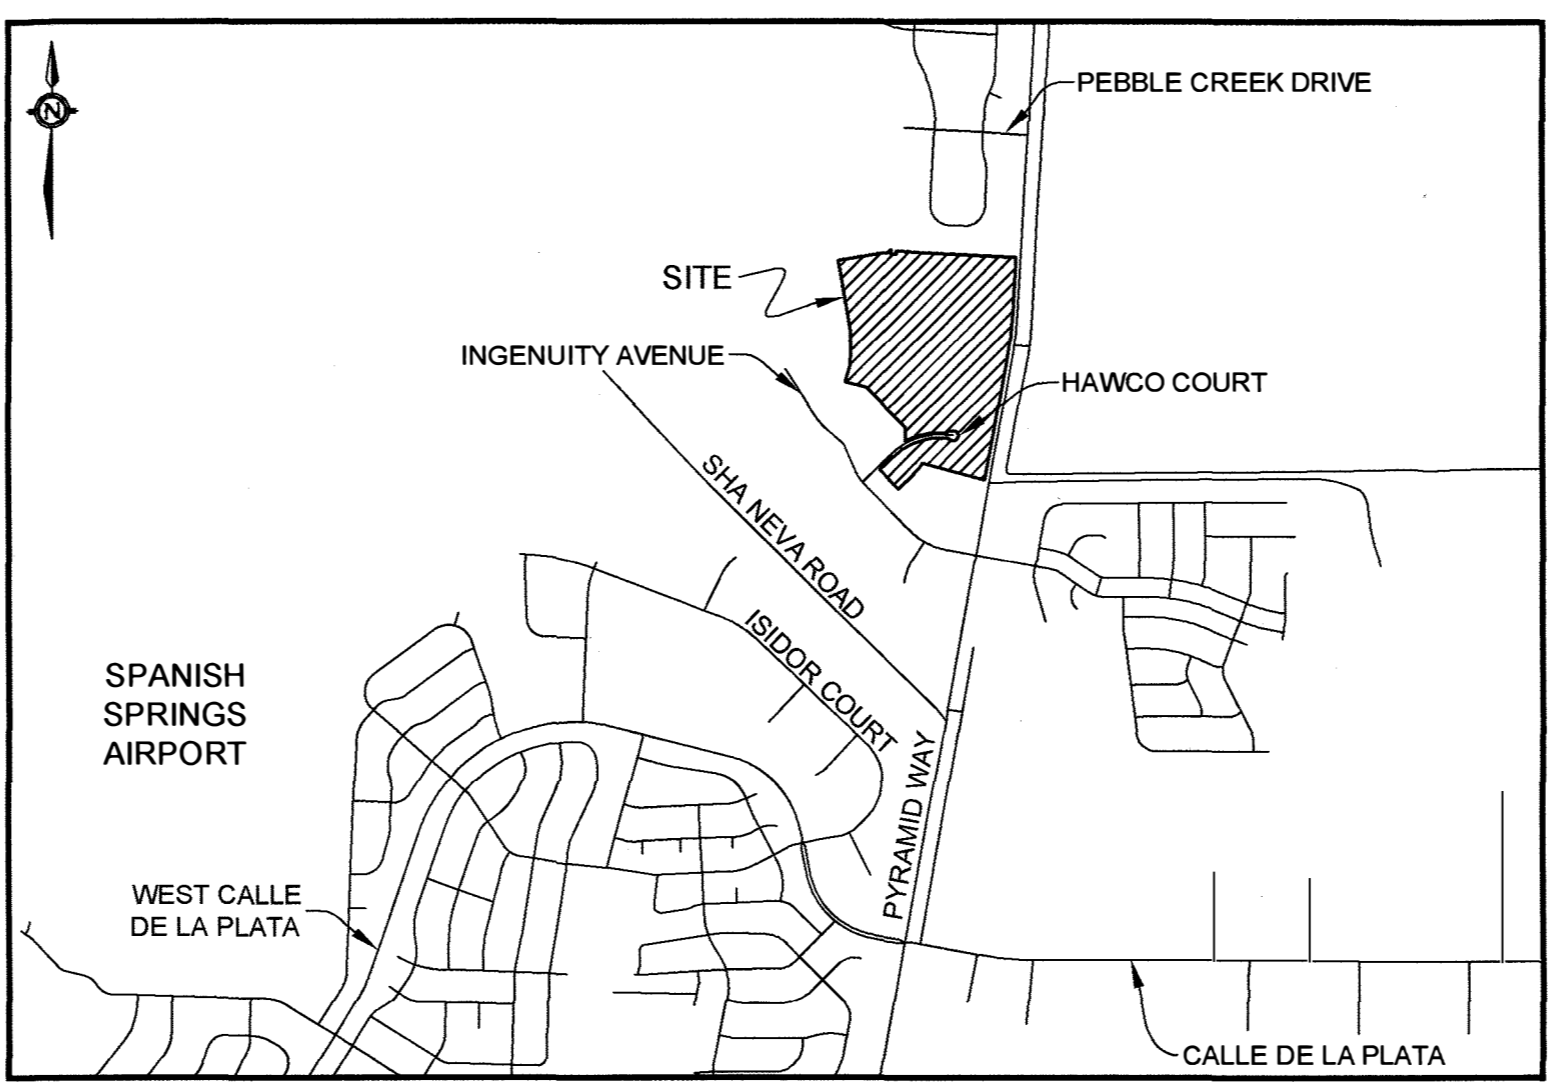 N
PEBBLE CREEK DRIVE
SITE
INGENUITY AVENUE
HAWCO COURT
SHA NEVA ROAD
ISIDOR COURT
SPANISH
SPRINGS
AIRPORT
PYRAMID WAY
WEST CALLE
DE LA PLATA
CALLE DE LA PLATA